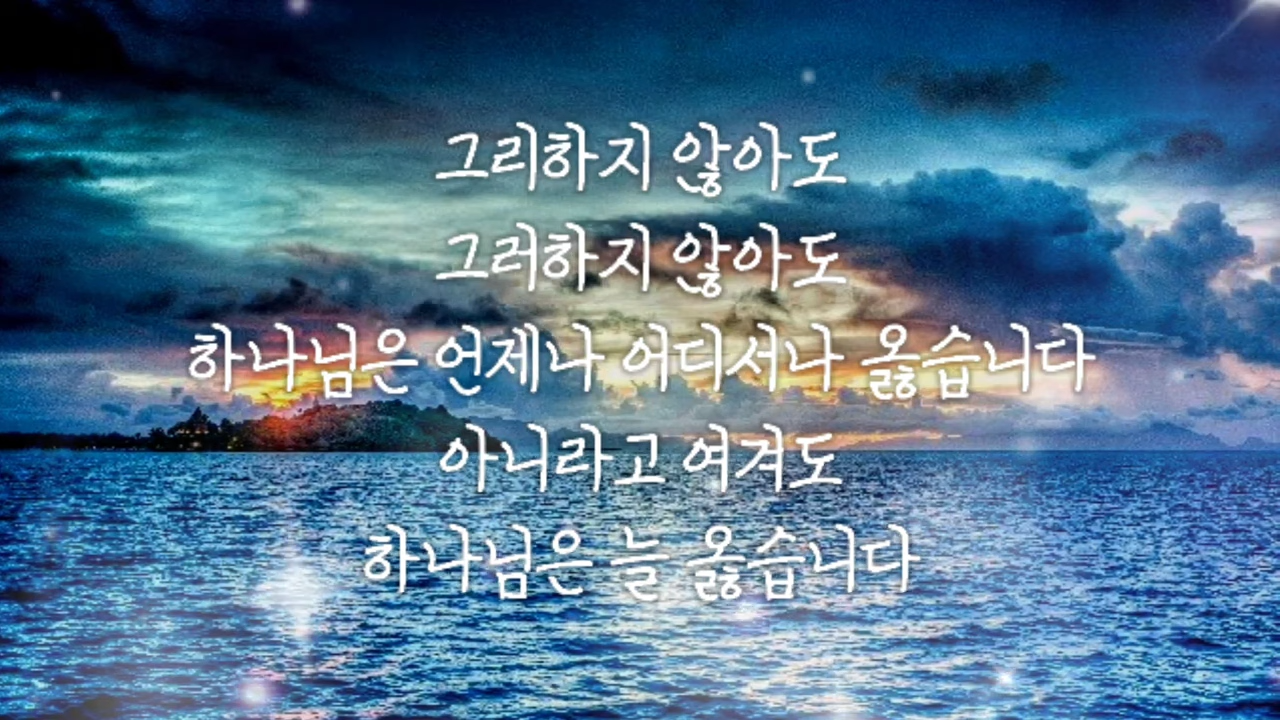 그리하지 않아도
그러하지 않아도
하나님은 언제나 어디서나 옳습니다
아니라고 여겨도
하나님은 늘 옳습니다